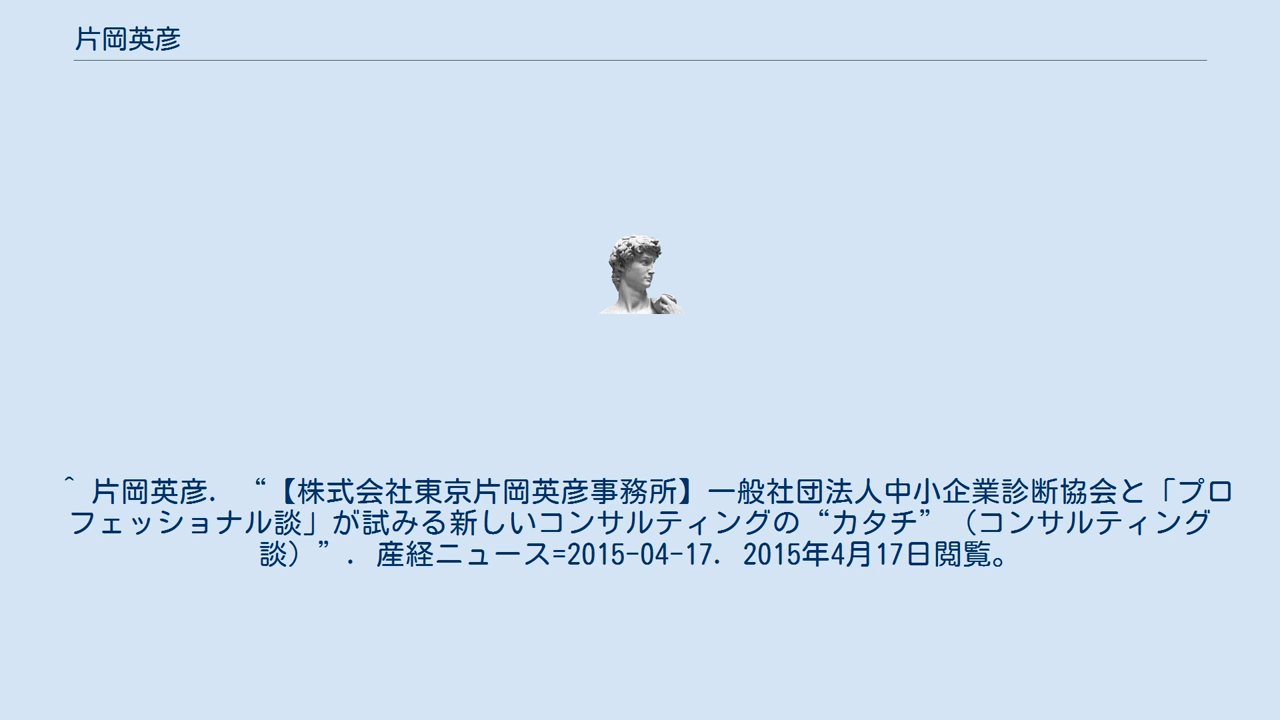 片岡英彦
^ 片岡英彦. “【株式会社東京片岡英彦事務所】一般社団法人中小企業診断協会と「プロ
フェッショナル談」が試みる新しいコンサルティングの“カタチ”（コンサルティング
談）”. 産経ニュース=2015-04-17. 2015年4月17日閲覧。